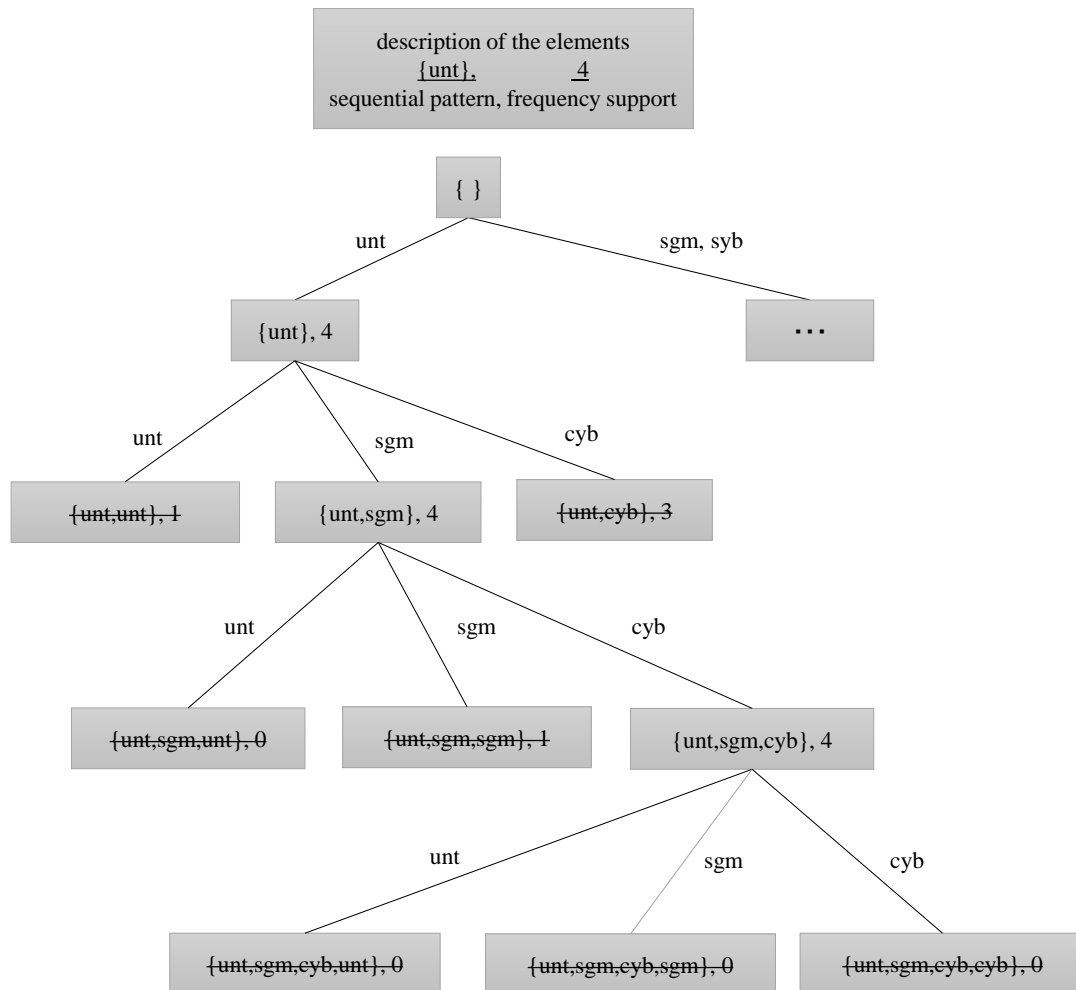 description of the elements
{unt}, 4
sequential pattern, frequency support
{ }
unt
sgm, syb
{unt}, 4
...
unt
sgm
cyb
{unt,unt}, 1
{unt,sgm}, 4
{unt,cyb}, 3
unt
sgm
cyb
{unt,sgm,unt}, 0
{unt,sgm,sgm}, 1
{unt,sgm,cyb}, 4
unt
sgm
cyb
{unt,sgm,cyb,unt}, 0
{unt,sgm,cyb,sgm}, 0
{unt,sgm,cyb,cyb}, 0